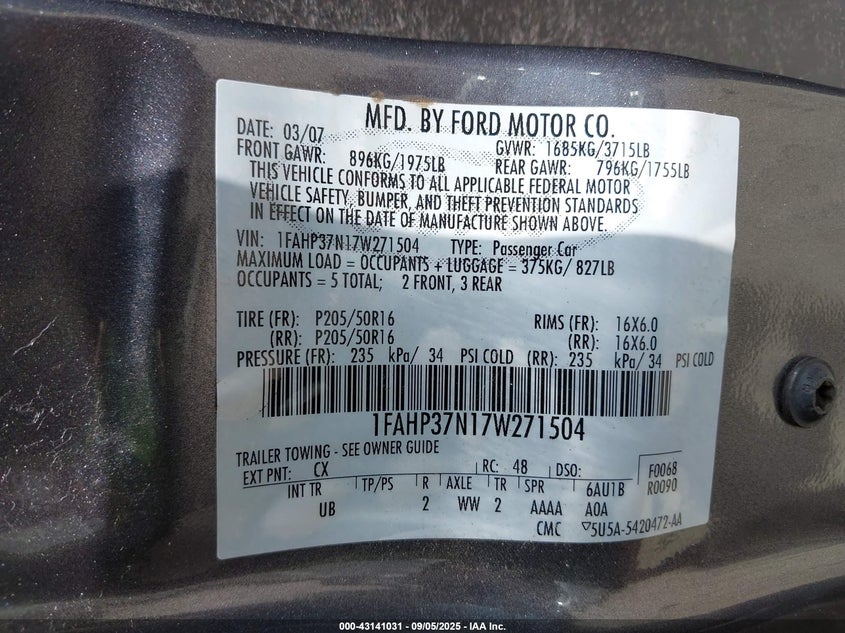 MFD. BY FORD MOTOR CO.
DATE: 03/07 GVWR: 1685KG/3715LB
FRONT GAWR: 896KG/1975LB REAR GAWR: 796KG/1755LB
THIS VEHICLE CONFORMS TO ALL APPLICABLE FEDERAL MOTOR
VEHICLE SAFETY, BUMPER, AND THEFT PREVENTION STANDARDS
IN EFFECT ON THE DATE OF MANUFACTURE SHOWN ABOVE.
VIN: 1FAHP37N17W271504 TYPE: Passenger Car
MAXIMUM LOAD = OCCUPANTS + LUGGAGE = 375KG/ 827LB
OCCUPANTS = 5 TOTAL; 2 FRONT, 3 REAR
TIRE (FR): P205/50R16 RIMS (FR): 16X6.0
(RR): P205/50R16 (RR): 16X6.0
PRESSURE (FR): 235 kPa/ 34 PSI COLD (RR): 235 kPa/ 34 PSI COLD
1FAHP37N17W271504
TRAILER TOWING - SEE OWNER GUIDE
EXT PNT: CX RC: 48 DSO: F0068
INT TR TP/PS R AXLE TR SPR 6AU1B R0090
UB 2 WW 2 AAAA A0A
CMC 5U5A-5420472-AA
000-43141031 - 09/05/2025 - IAA Inc.